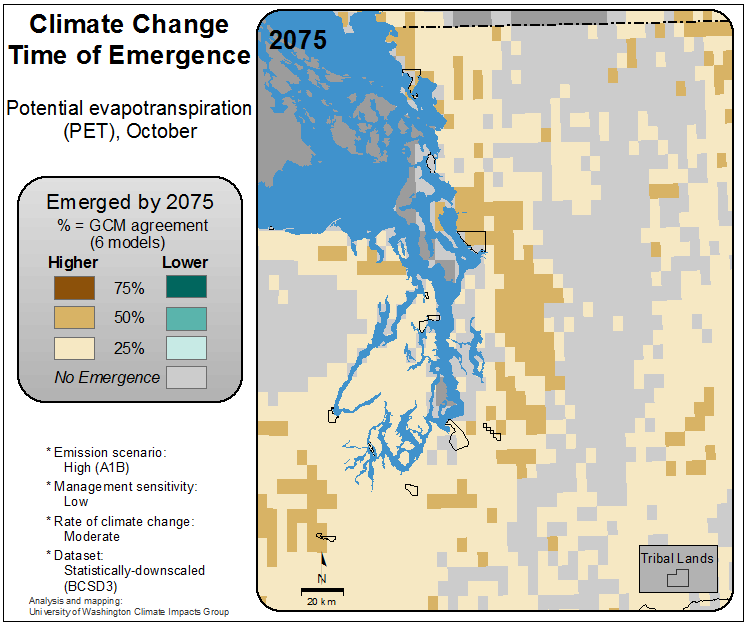 Climate Change
Time of Emergence
Potential evapotranspiration
(PET), October
Emerged by 2075
% = GCM agreement
(6 models)
Higher Lower
75%
50%
25%
No Emergence
* Emission scenario:
High (A1B)
* Management sensitivity:
Low
* Rate of climate change:
Moderate
* Dataset:
Statistically-downscaled
(BCSD3)
Analysis and mapping:
University of Washington Climate Impacts Group
2075
N
20 km
Tribal Lands